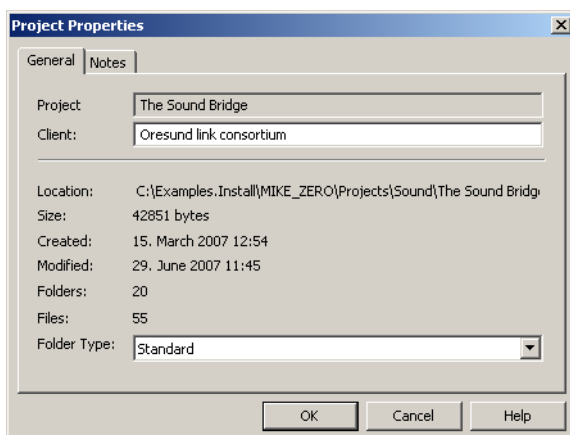 Project Properties
General Notes
Project The Sound Bridge
Client: Oresund link consortium
Location: C:\Examples.Install\MIKE_ZERO\Projects\Sound\The Sound Bridg
Size: 42851 bytes
Created: 15. March 2007 12:54
Modified: 29. June 2007 11:45
Folders: 20
Files: 55
Folder Type: Standard
OK Cancel Help